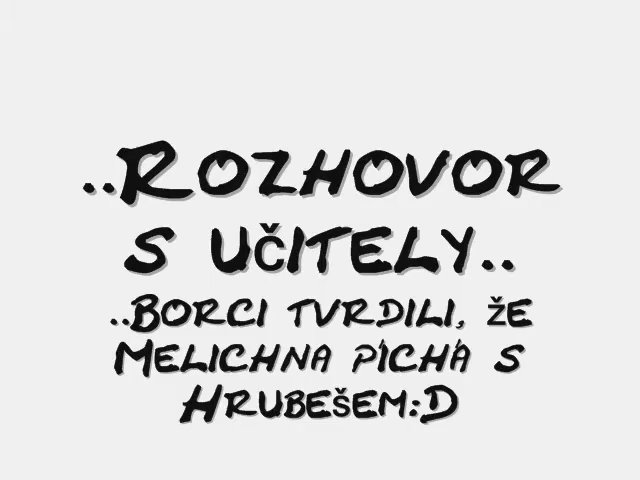 ..Rozhovor
s učitely..
..Borci tvrdili, že
Melichna píchá s
Hrubešem:D